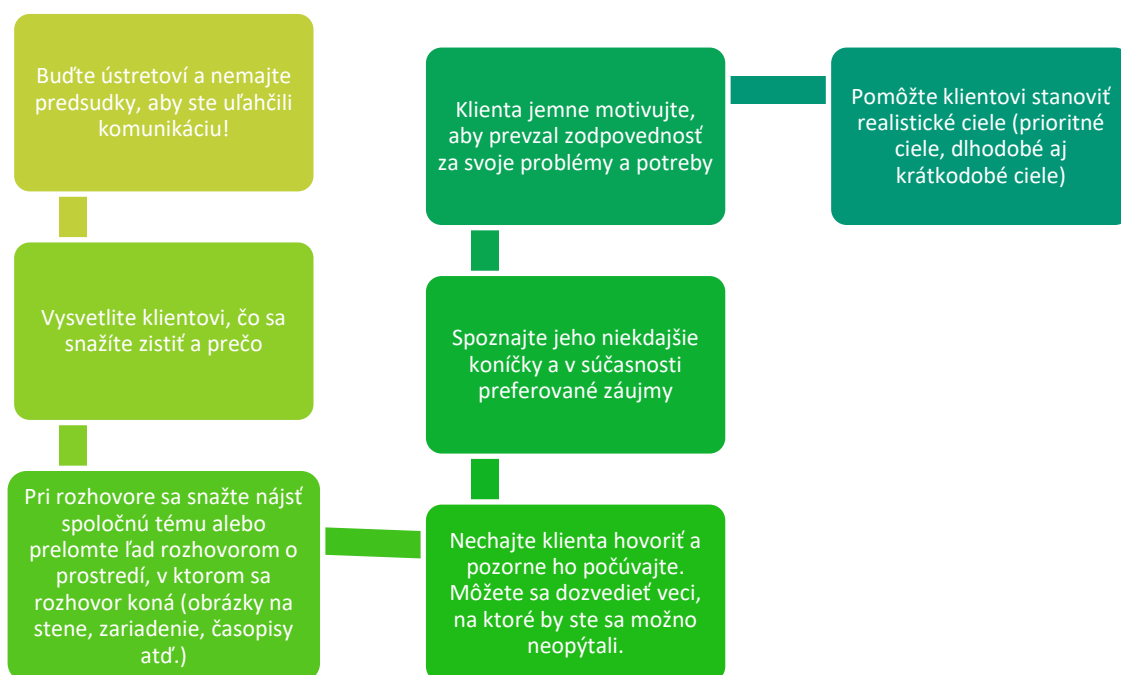 Buďte ústretoví a nemajte
predsudky, aby ste uľahčili
komunikáciu!
Vysvetlite klientovi, čo sa
snažíte zistiť a prečo
Pri rozhovore sa snažte nájsť
spoločnú tému alebo
prelomte ľad rozhovorom o
prostredí, v ktorom sa
rozhovor koná (obrázky na
stene, zariadenie, časopisy
atď.)
Nechajte klienta hovoriť a
pozorne ho počúvajte.
Môžete sa dozvedieť veci,
na ktoré by ste sa možno
neopýtali.
Spoznajte jeho niekdajšie
koníčky a v súčasnosti
preferované záujmy
Klienta jemne motivujte,
aby prevzal zodpovednosť
za svoje problémy a potreby
Pomôžte klientovi stanoviť
realistické ciele (prioritné
ciele, dlhodobé aj
krátkodobé ciele)